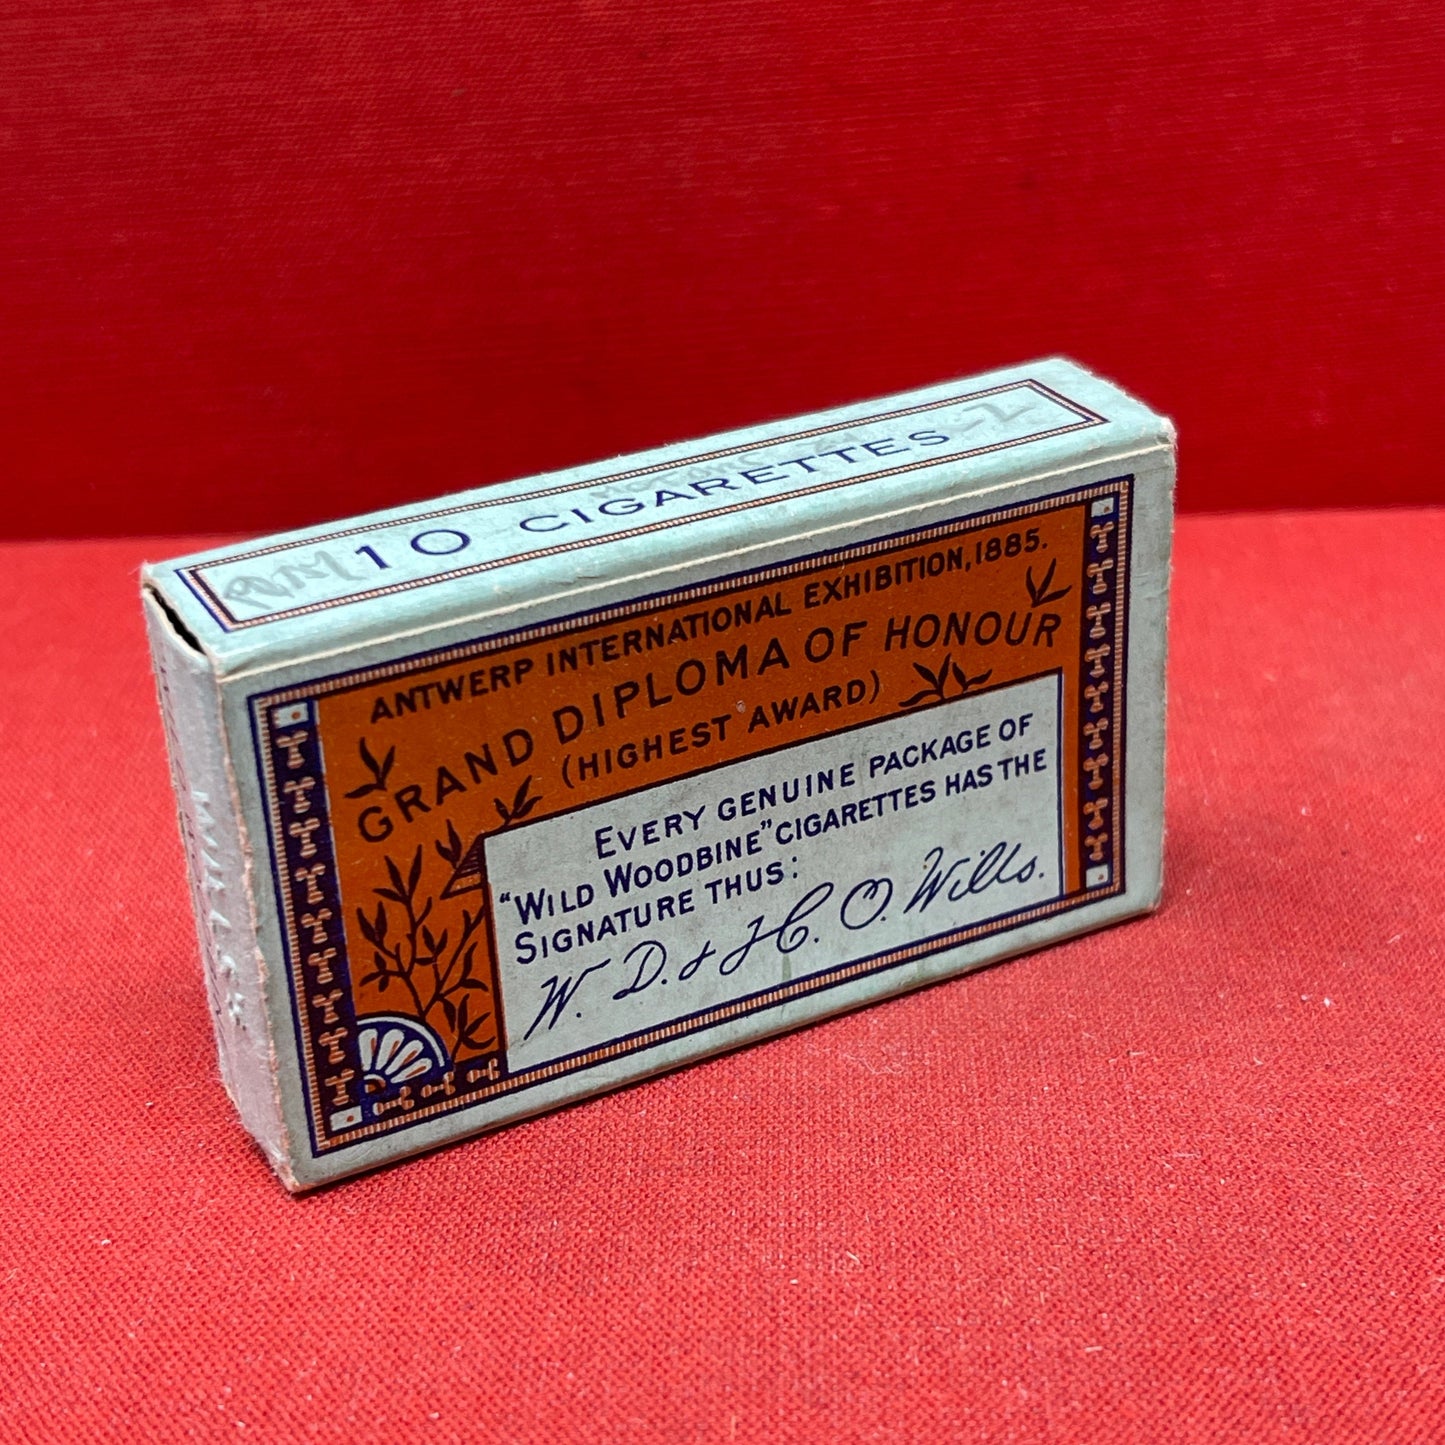 10 CIGARETTES
ANTWERP INTERNATIONAL EXHIBITION, 1885.
GRAND DIPLOMA OF HONOUR
(HIGHEST AWARD)
EVERY GENUINE PACKAGE OF
"WILD WOODBINE" CIGARETTES HAS THE
SIGNATURE THUS:
W. D. & H. O. Wills.